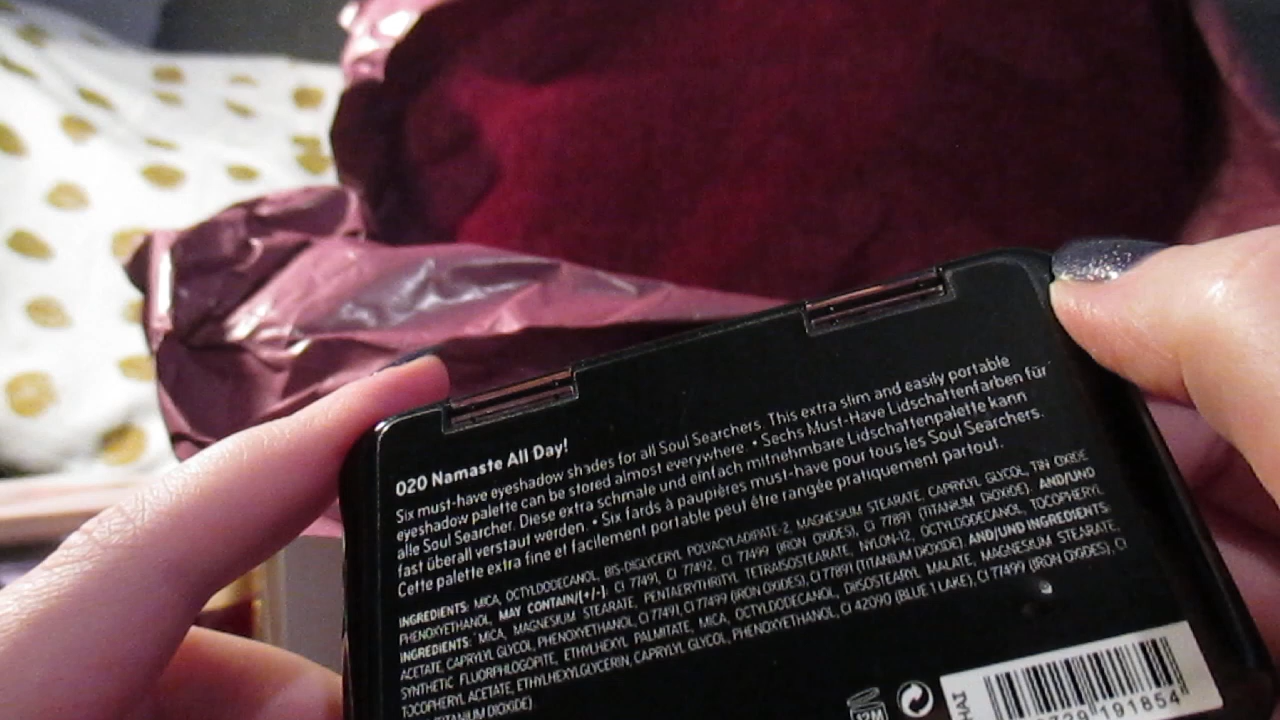 020 Namaste All Day!
Six must-have eyeshadow shades for all Soul Searchers. This extra slim and easily portable
eyeshadow palette can be stored almost everywhere. • Sechs Must-Have Lidschattenfarben für
alle Soul Searcher. Diese extra schmale und einfach mitnehmbare Lidschattenpalette kann
fast überall verstaut werden. • Six fards à paupières must-have pour tous les Soul Searchers.
Cette palette extra fine et facilement portable peut être rangée pratiquement partout.
INGREDIENTS: MICA, OCTYLDODECANOL, BIS-DIGLYCERYL POLYACYLADIPATE-2, MAGNESIUM STEARATE, CAPRYLYL GLYCOL, TIN OXIDE
PHENOXYETHANOL, MAY CONTAIN/[+/-]: CI 77491, CI 77492, CI 77499 (IRON OXIDES), CI 77891 (TITANIUM DIOXIDE). AND/UND
INGREDIENTS: MICA, MAGNESIUM STEARATE, PENTAERYTHRITYL TETRAISOSTEARATE, NYLON-12, OCTYLDODECANOL, TOCOPHERYL
ACETATE, CAPRYLYL GLYCOL, PHENOXYETHANOL, CI 77491, CI 77499 (IRON OXIDES), CI 77891 (TITANIUM DIOXIDE) AND/UND INGREDIENTS:
SYNTHETIC FLUORPHLOGOPITE, ETHYLHEXYL PALMITATE, MICA, OCTYLDODECANOL, DIISOSTEARYL MALATE, MAGNESIUM STEARATE,
TOCOPHERYL ACETATE, ETHYLHEXYLGLYCERIN, CAPRYLYL GLYCOL, PHENOXYETHANOL, CI 42090 (BLUE 1 LAKE), CI 77499 (IRON OXIDES), CI
(TITANIUM DIOXIDE)
12M
191854